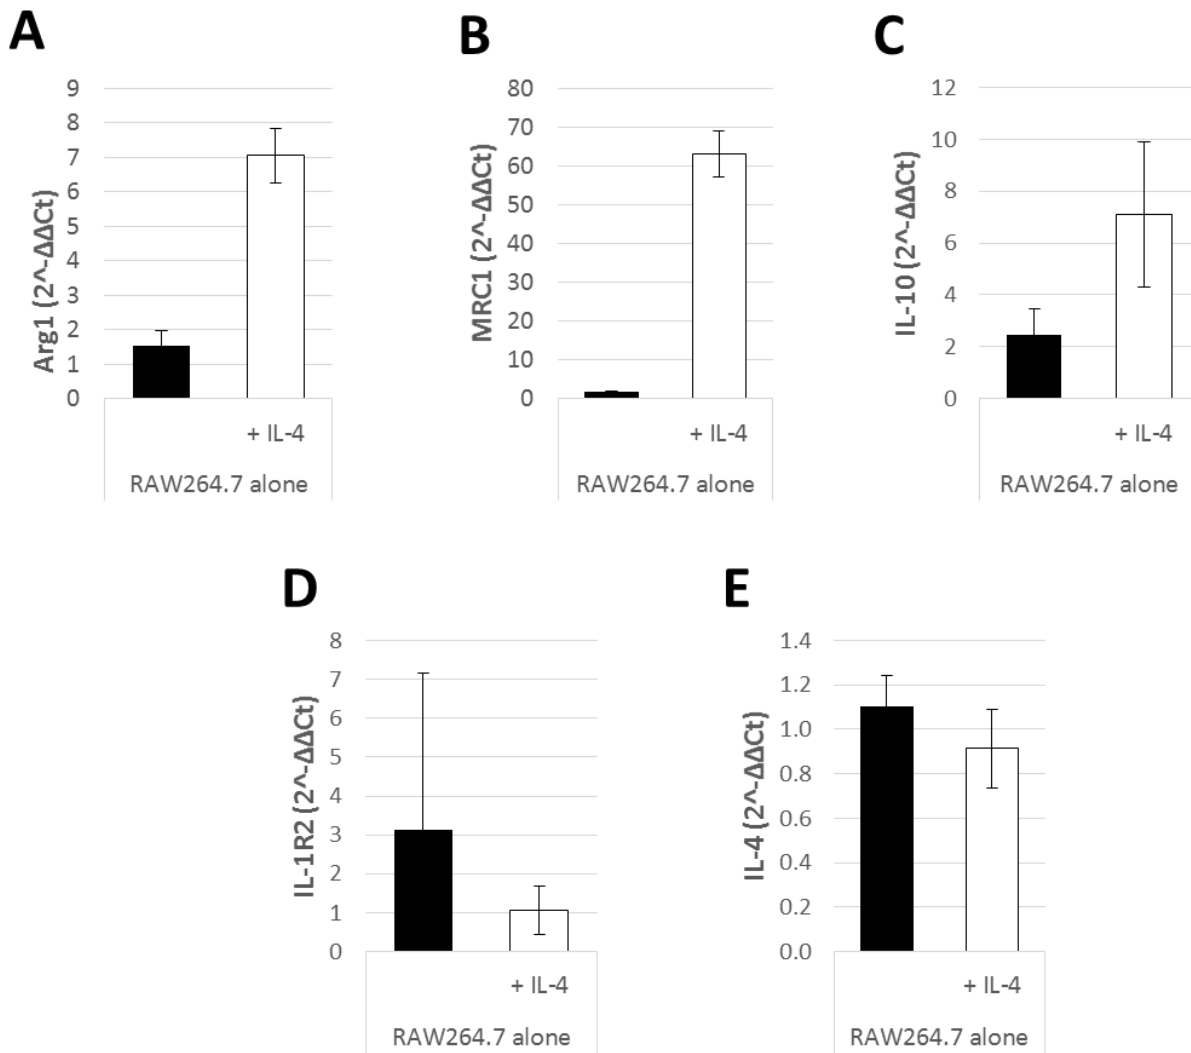 A
B
C
Arg1 (2^-ΔΔCt)
9
8
7
6
5
4
3
2
1
0
+ IL-4
RAW264.7 alone
MRC1 (2^-ΔΔCt)
80
70
60
50
40
30
20
10
0
+ IL-4
RAW264.7 alone
IL-10 (2^-ΔΔCt)
12
10
8
6
4
2
0
+ IL-4
RAW264.7 alone
D
E
IL-1R2 (2^-ΔΔCt)
8
7
6
5
4
3
2
1
0
+ IL-4
RAW264.7 alone
IL-4 (2^-ΔΔCt)
1.4
1.2
1.0
0.8
0.6
0.4
0.2
0.0
+ IL-4
RAW264.7 alone